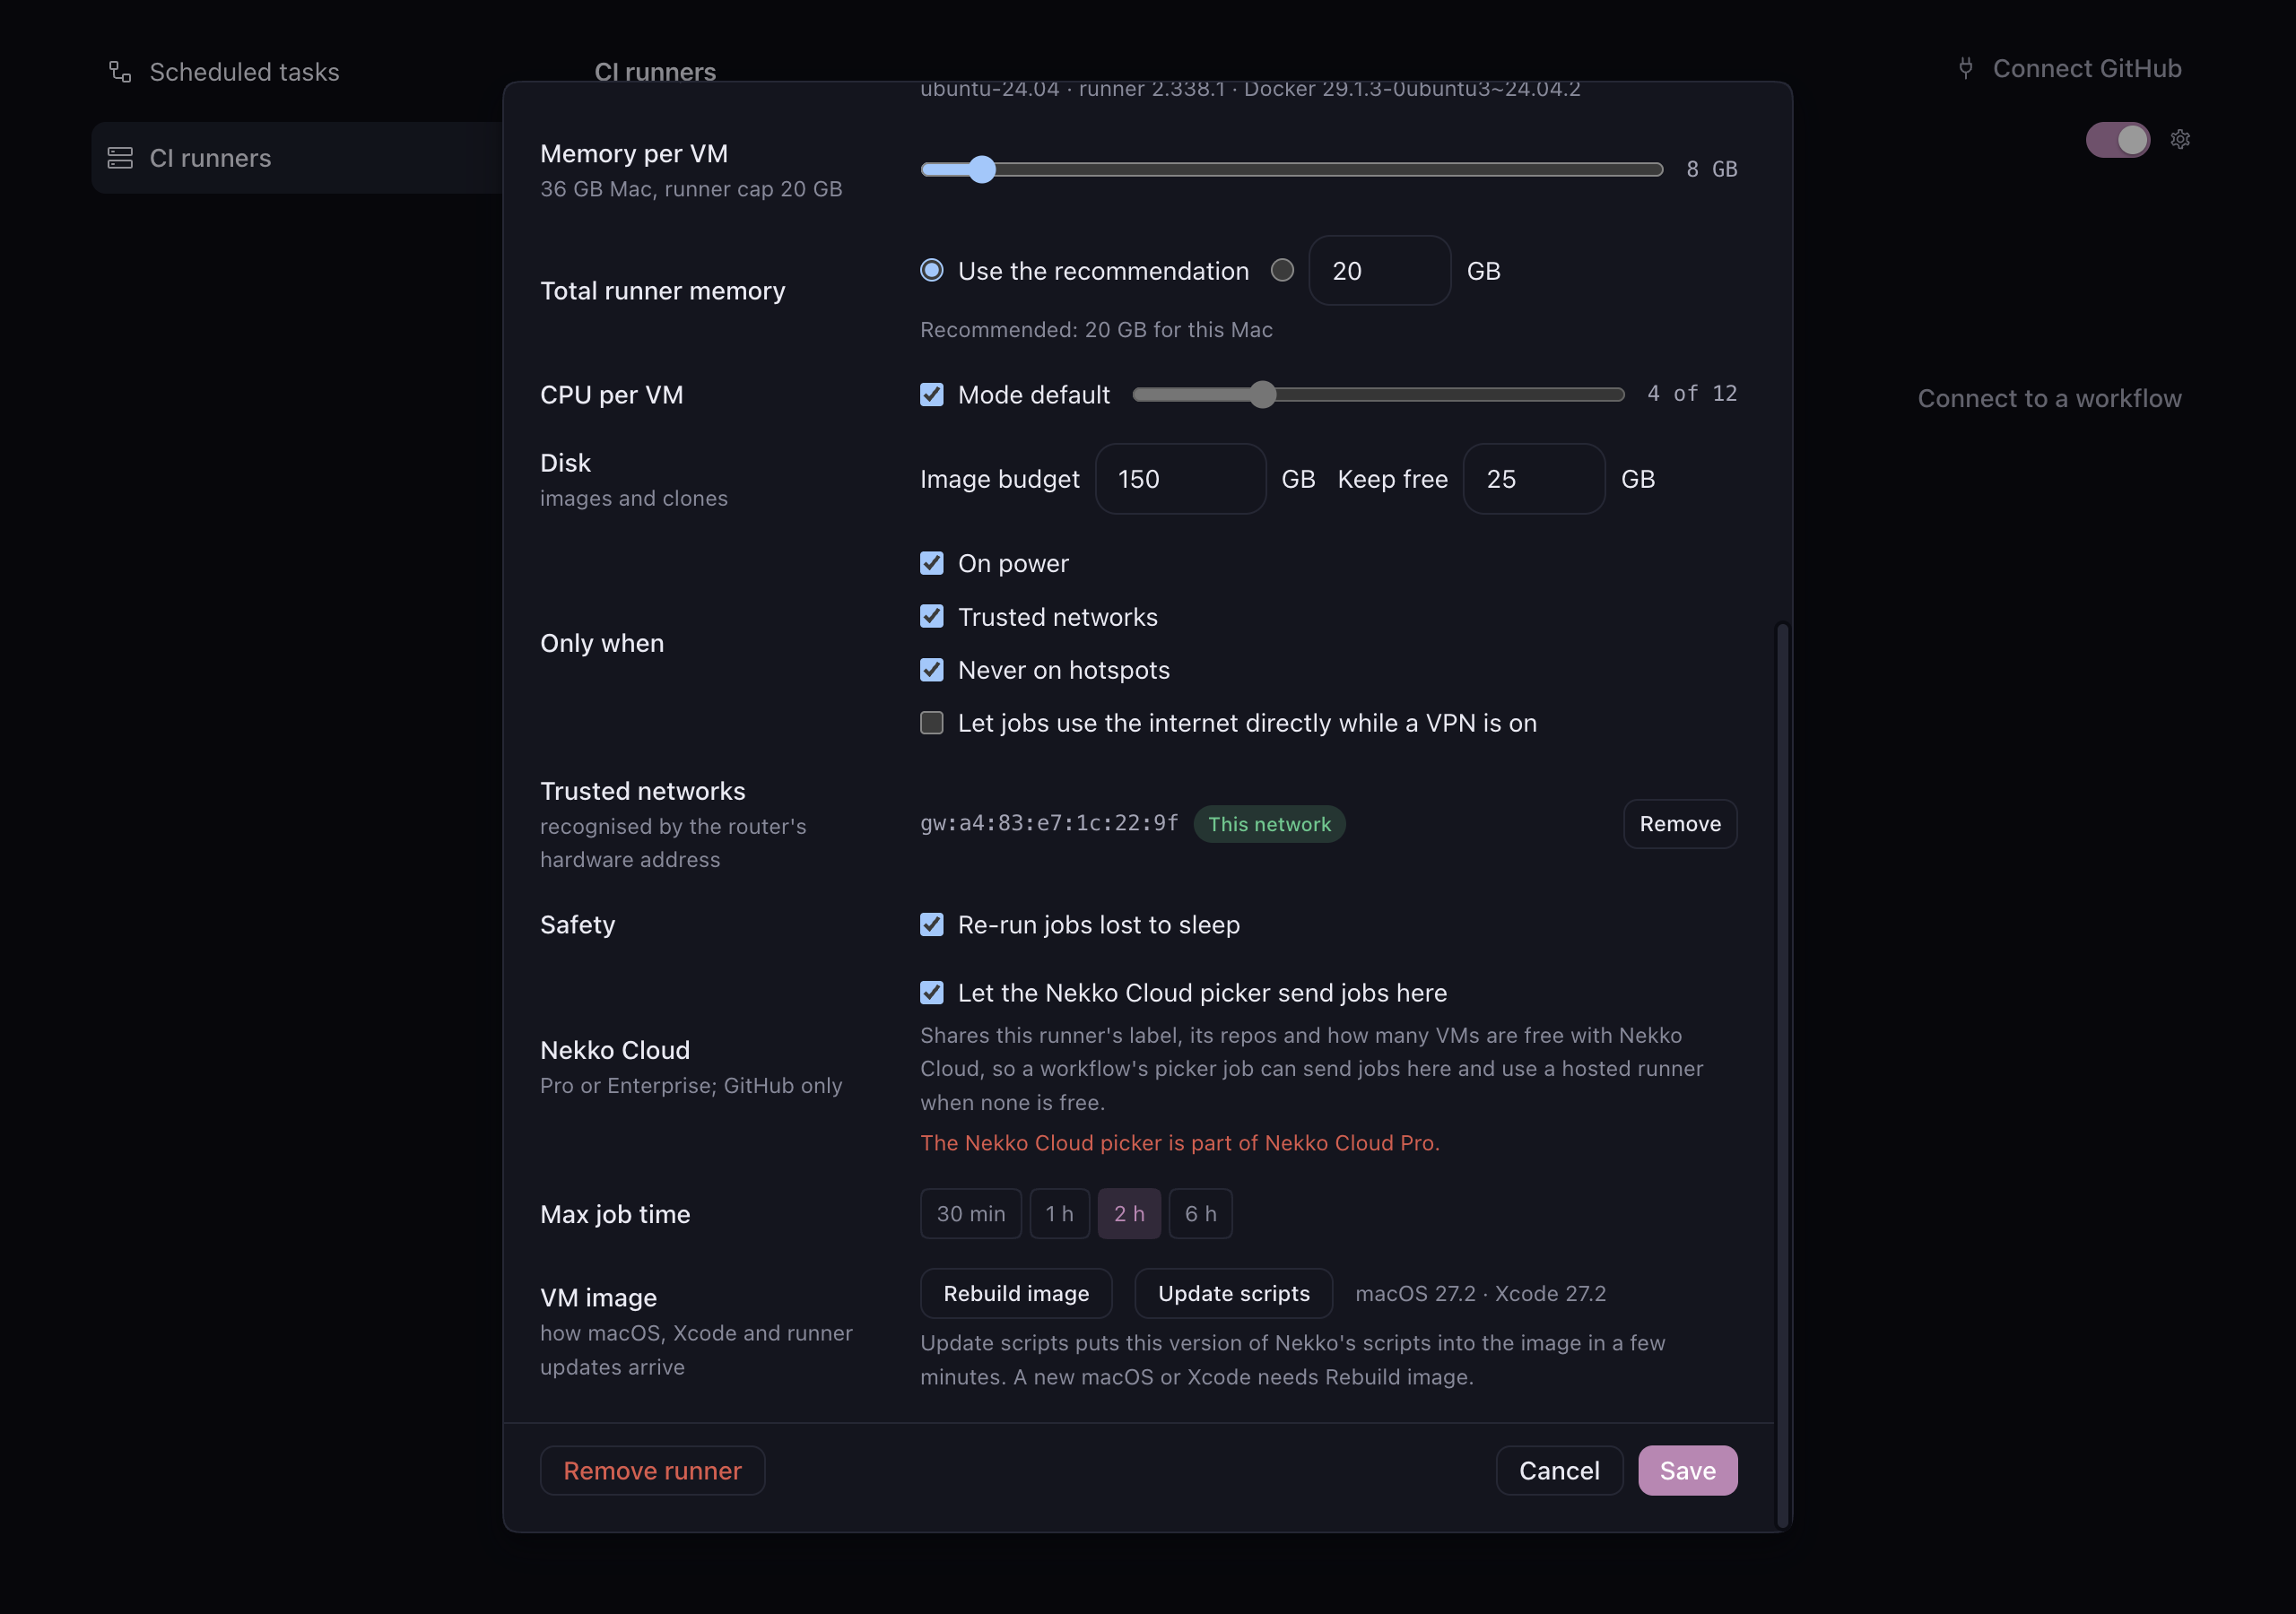 Scheduled tasks
CI runners
Connect GitHub
CI runners
ubuntu-24.04 · runner 2.338.1 · Docker 29.1.3-0ubuntu3~24.04.2
Memory per VM
36 GB Mac, runner cap 20 GB
8 GB
Total runner memory
Use the recommendation
20
GB
Recommended: 20 GB for this Mac
CPU per VM
Mode default
4 of 12
Connect to a workflow
Disk
images and clones
Image budget
150
GB
Keep free
25
GB
Only when
On power
Trusted networks
Never on hotspots
Let jobs use the internet directly while a VPN is on
Trusted networks
recognised by the router's
hardware address
gw:a4:83:e7:1c:22:9f
This network
Remove
Safety
Re-run jobs lost to sleep
Nekko Cloud
Pro or Enterprise; GitHub only
Let the Nekko Cloud picker send jobs here
Shares this runner's label, its repos and how many VMs are free with Nekko
Cloud, so a workflow's picker job can send jobs here and use a hosted runner
when none is free.
The Nekko Cloud picker is part of Nekko Cloud Pro.
Max job time
30 min
1 h
2 h
6 h
VM image
how macOS, Xcode and runner
updates arrive
Rebuild image
Update scripts
macOS 27.2 · Xcode 27.2
Update scripts puts this version of Nekko's scripts into the image in a few
minutes. A new macOS or Xcode needs Rebuild image.
Remove runner
Cancel
Save